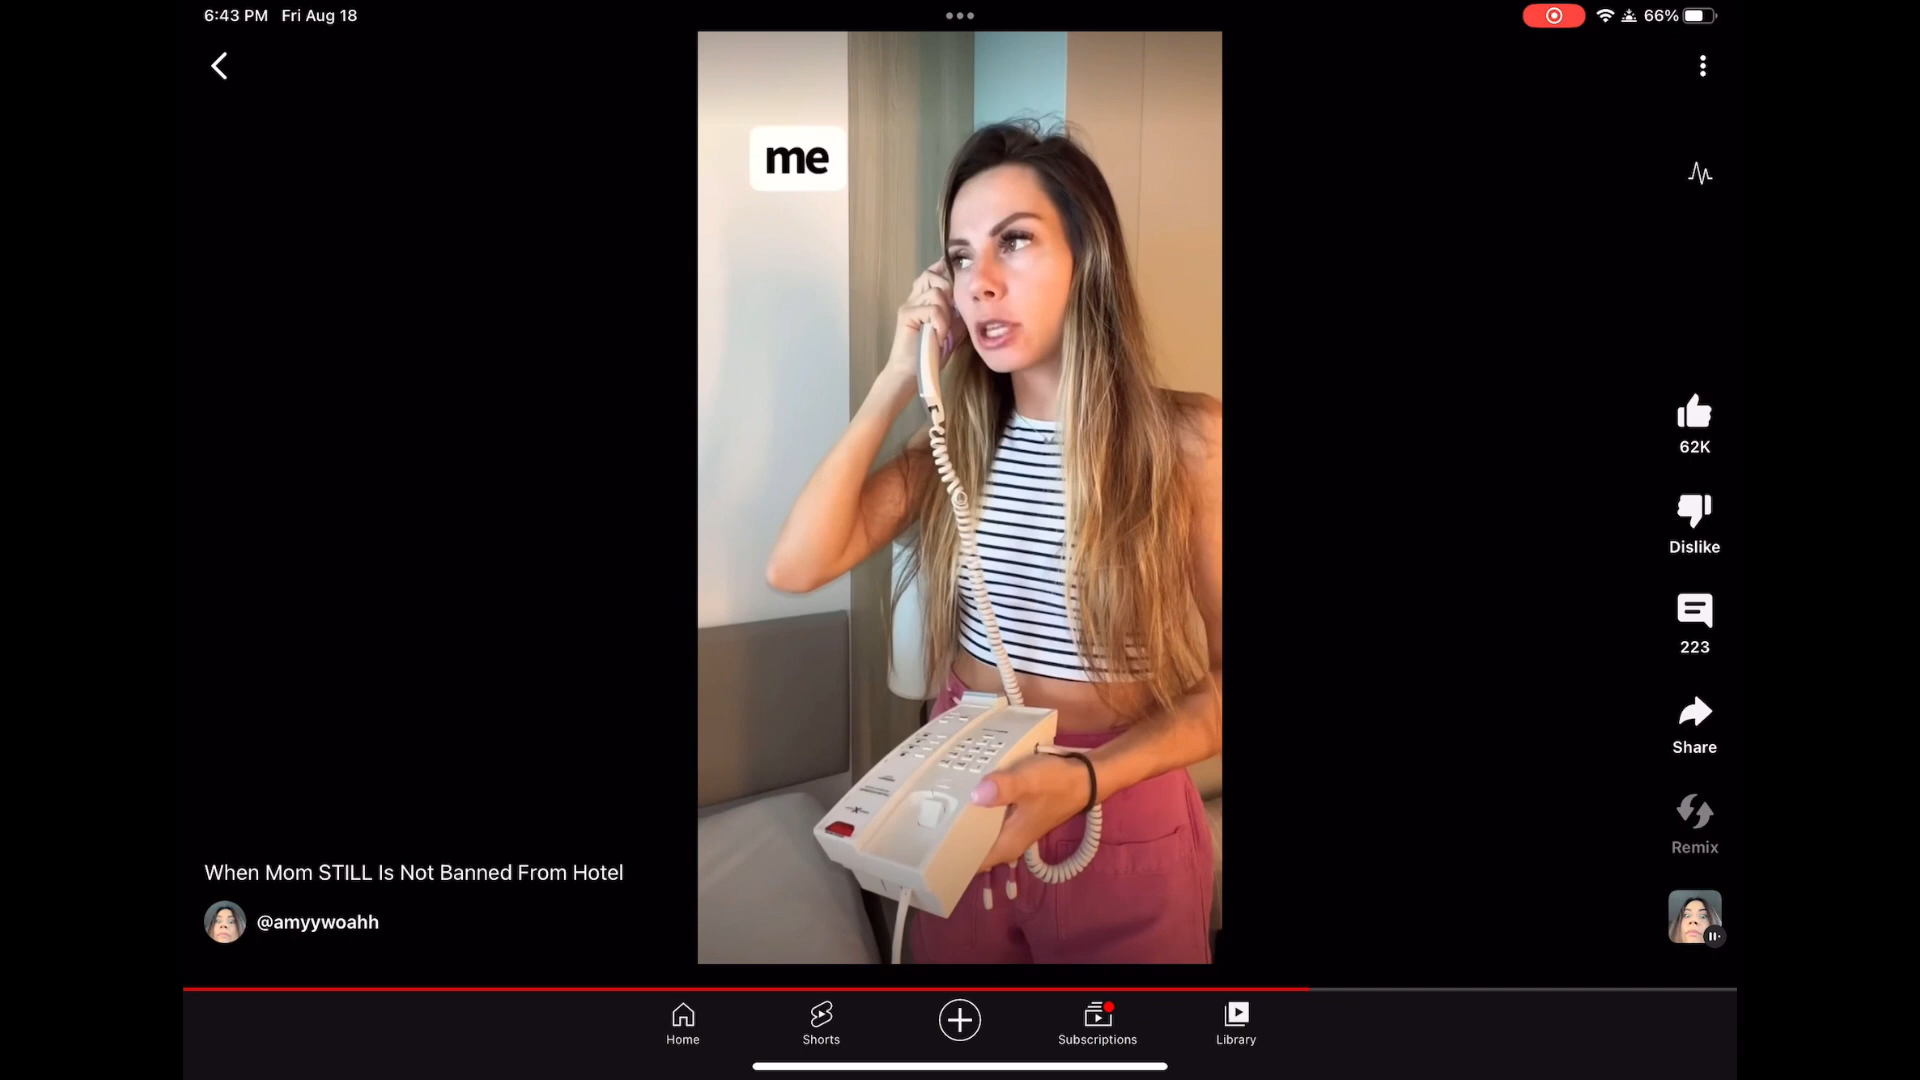 6:43 PM Fri Aug 18
66%
me
62K
Dislike
223
Share
Remix
When Mom STILL Is Not Banned From Hotel
@amyywoahh
Home
Shorts
Subscriptions
Library